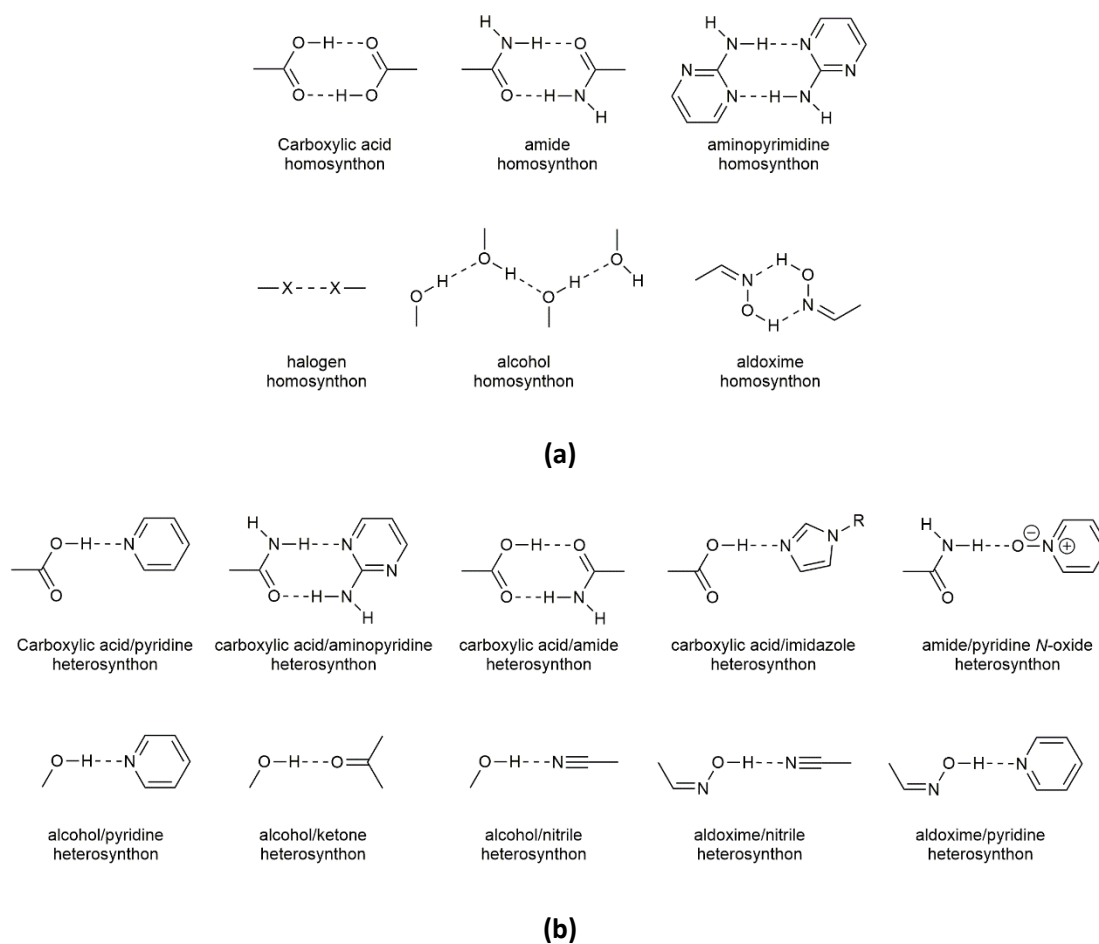 Carboxylic acid
homosynthon
amide
homosynthon
aminopyrimidine
homosynthon
halogen
homosynthon
alcohol
homosynthon
aldoxime
homosynthon
(a)
Carboxylic acid/pyridine
heterosynthon
carboxylic acid/aminopyridine
heterosynthon
carboxylic acid/amide
heterosynthon
carboxylic acid/imidazole
heterosynthon
amide/pyridine N-oxide
heterosynthon
alcohol/pyridine
heterosynthon
alcohol/ketone
heterosynthon
alcohol/nitrile
heterosynthon
aldoxime/nitrile
heterosynthon
aldoxime/pyridine
heterosynthon
(b)